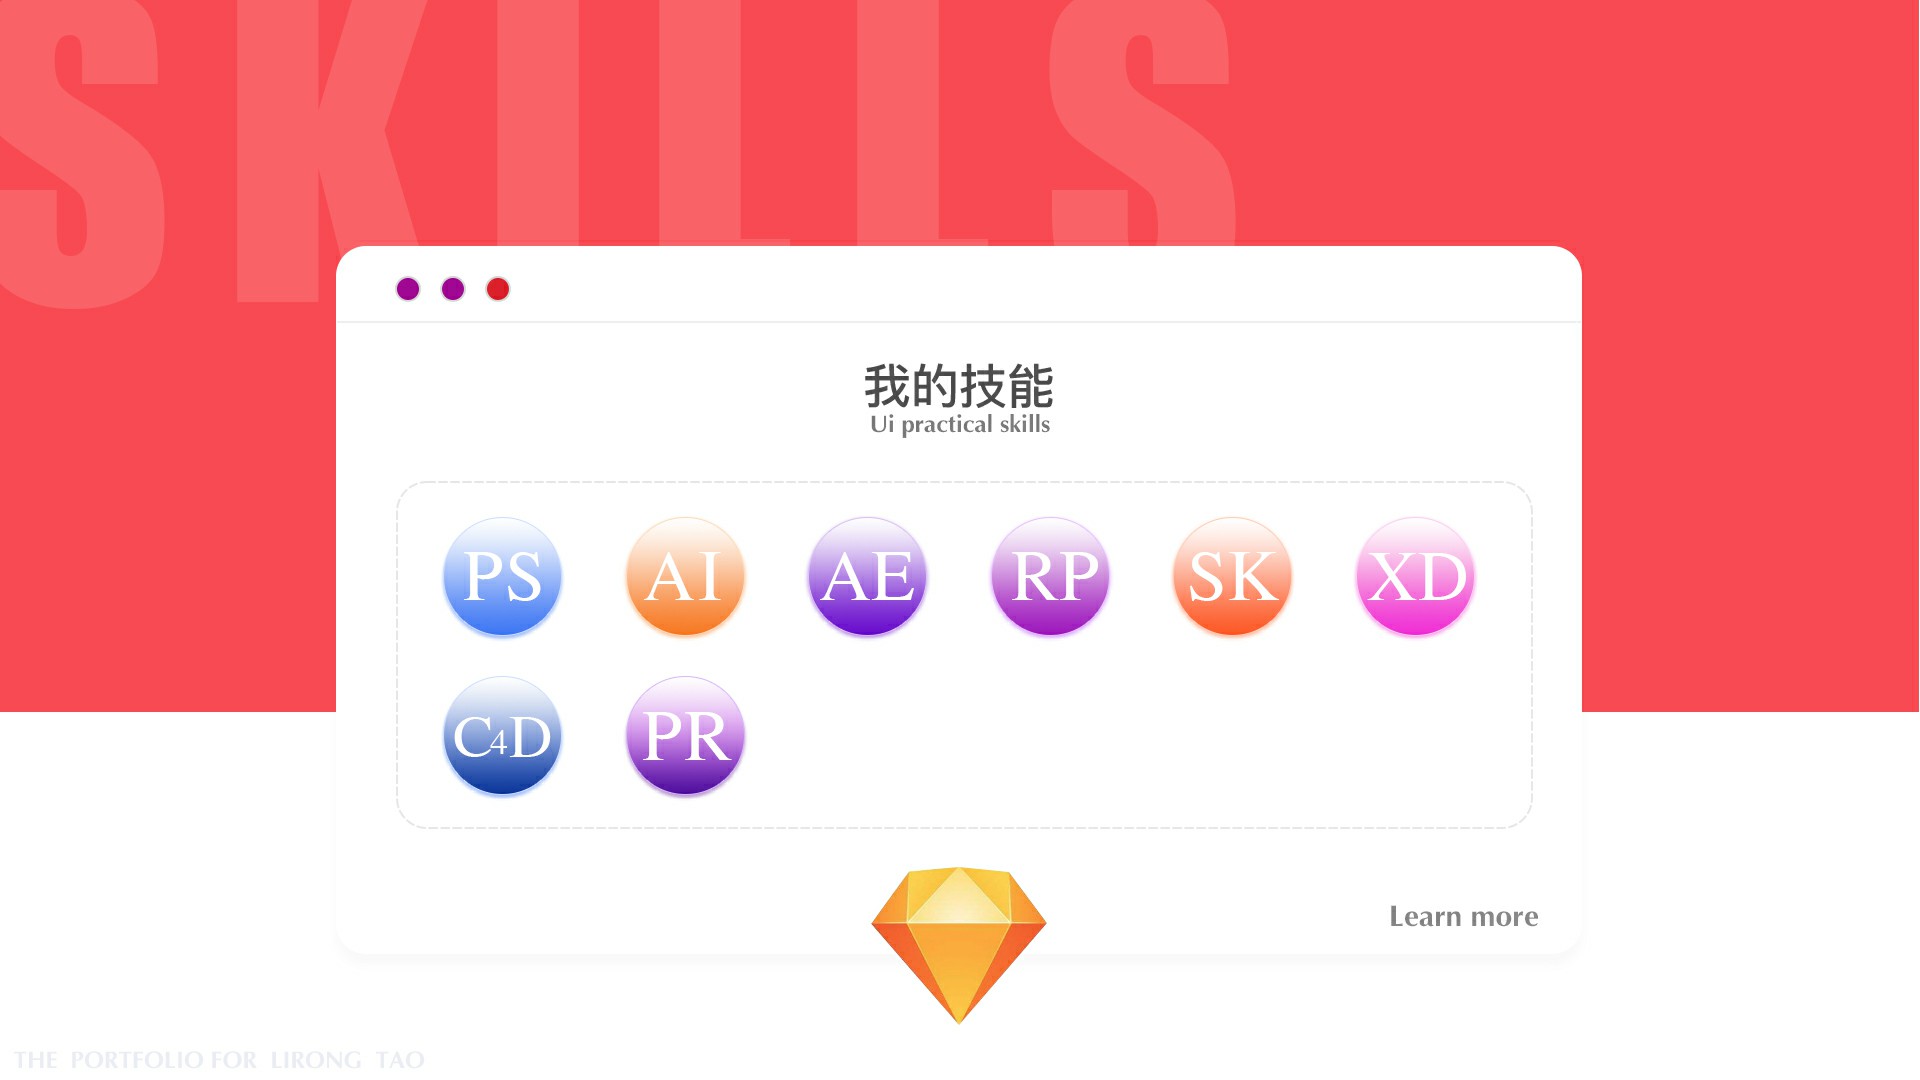 SKILLS
我的技能
Ui practical skills
PS AI AE RP SK XD
C4D PR
Learn more
THE PORTFOLIO FOR LIRONG TAO